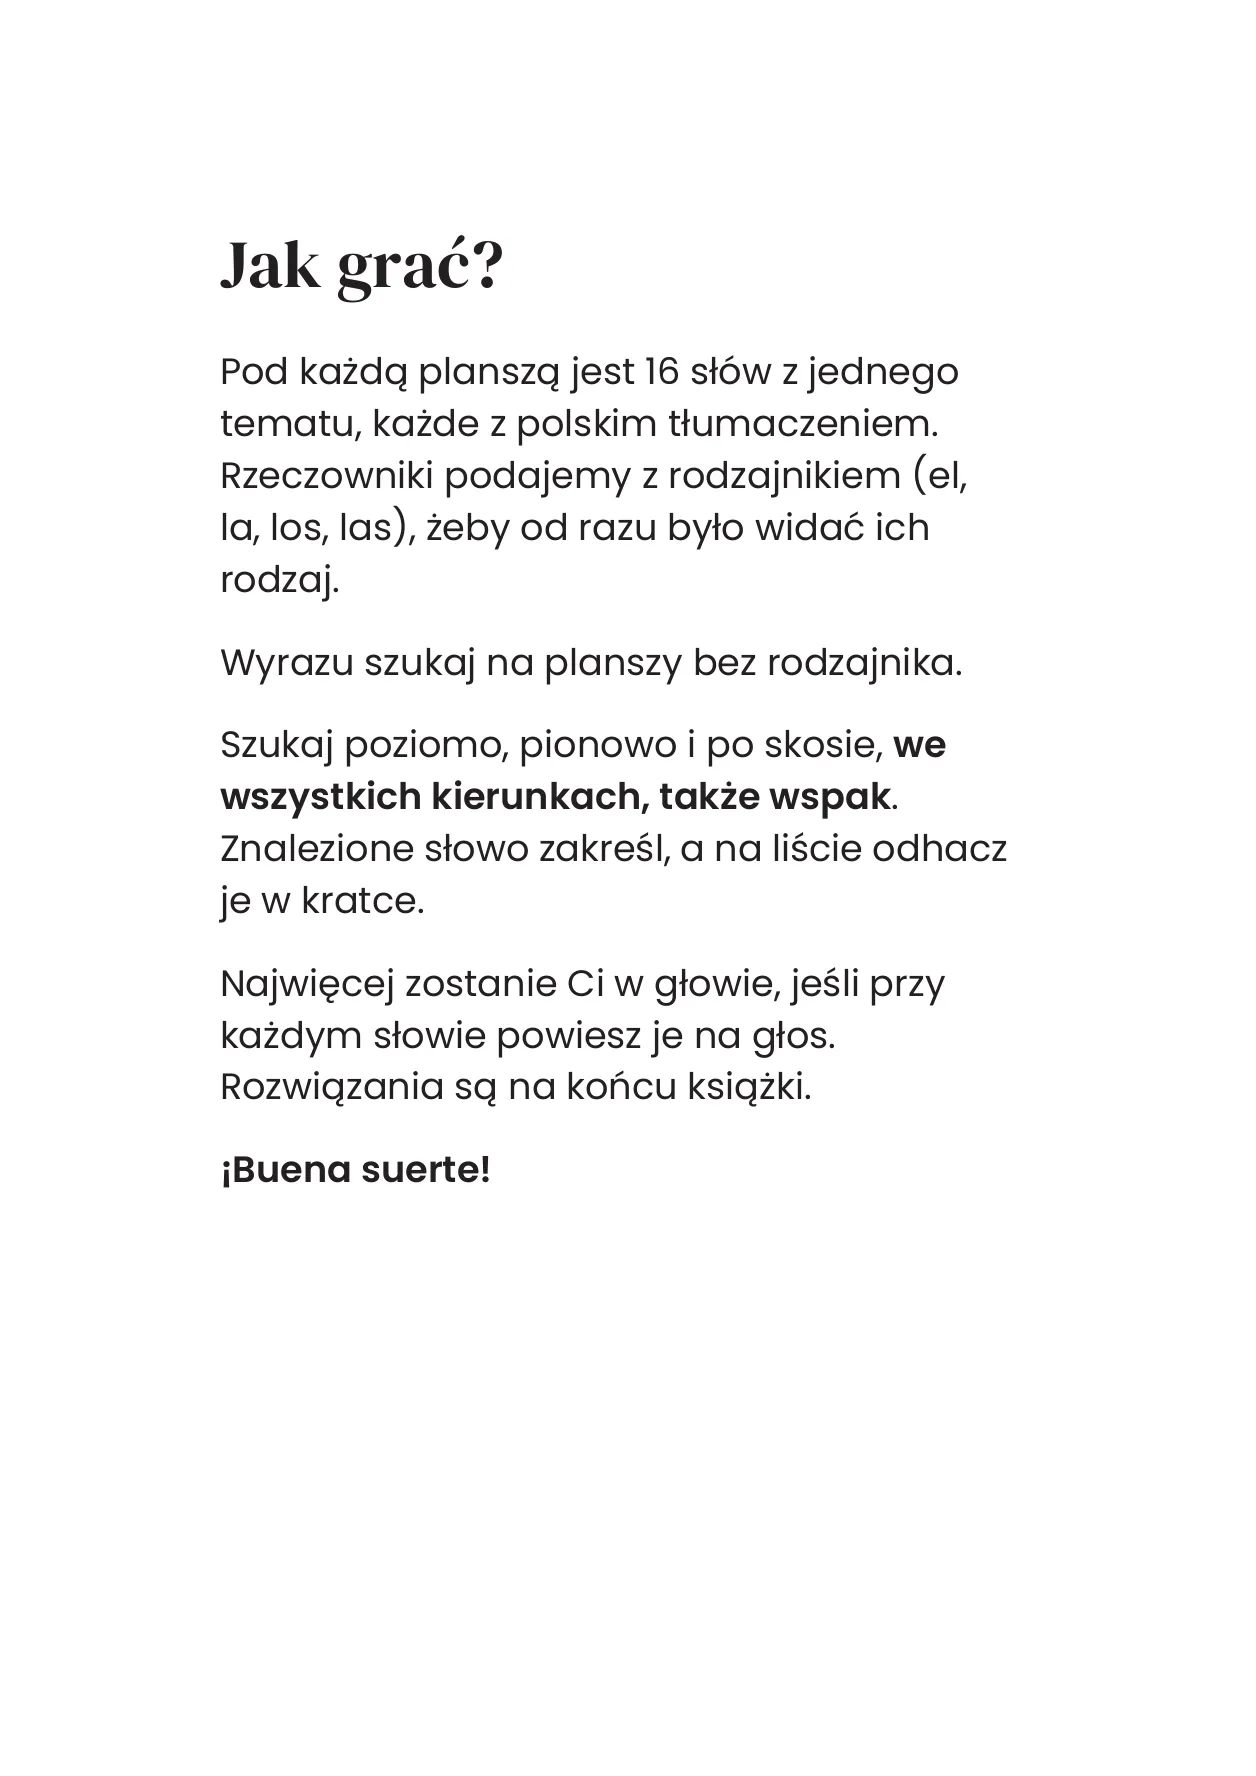 Jak grać?
Pod każdą planszą jest 16 słów z jednego
tematu, każde z polskim tłumaczeniem.
Rzeczowniki podajemy z rodzajnikiem (el,
la, los, las), żeby od razu było widać ich
rodzaj.
Wyrazu szukaj na planszy bez rodzajnika.
Szukaj poziomo, pionowo i po skosie, we
wszystkich kierunkach, także wspak.
Znalezione słowo zakreśl, a na liście odhacz
je w kratce.
Najwięcej zostanie Ci w głowie, jeśli przy
każdym słowie powiesz je na głos.
Rozwiązania są na końcu książki.
¡Buena suerte!